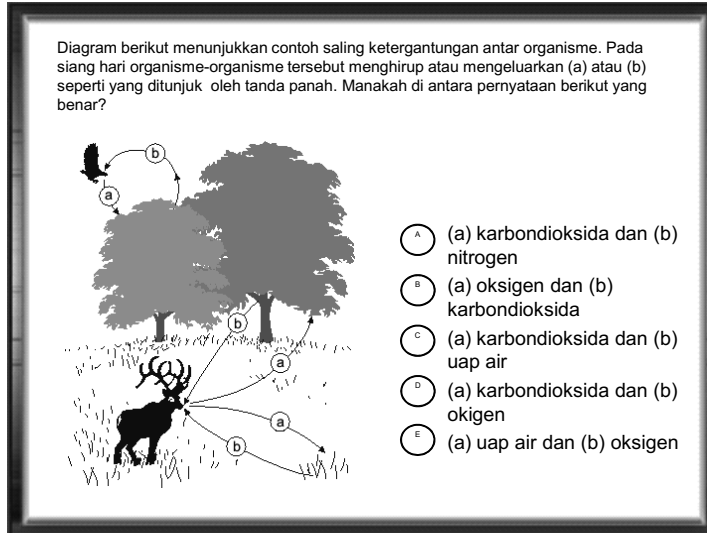 Diagram berikut menunjukkan contoh saling ketergantungan antar organisme. Pada
siang hari organisme-organisme tersebut menghirup atau mengeluarkan (a) atau (b)
seperti yang ditunjuk oleh tanda panah. Manakah di antara pernyataan berikut yang
benar?
b
a
b
a
a
b
A (a) karbondioksida dan (b)
nitrogen
B (a) oksigen dan (b)
karbondioksida
C (a) karbondioksida dan (b)
uap air
D (a) karbondioksida dan (b)
okigen
E (a) uap air dan (b) oksigen